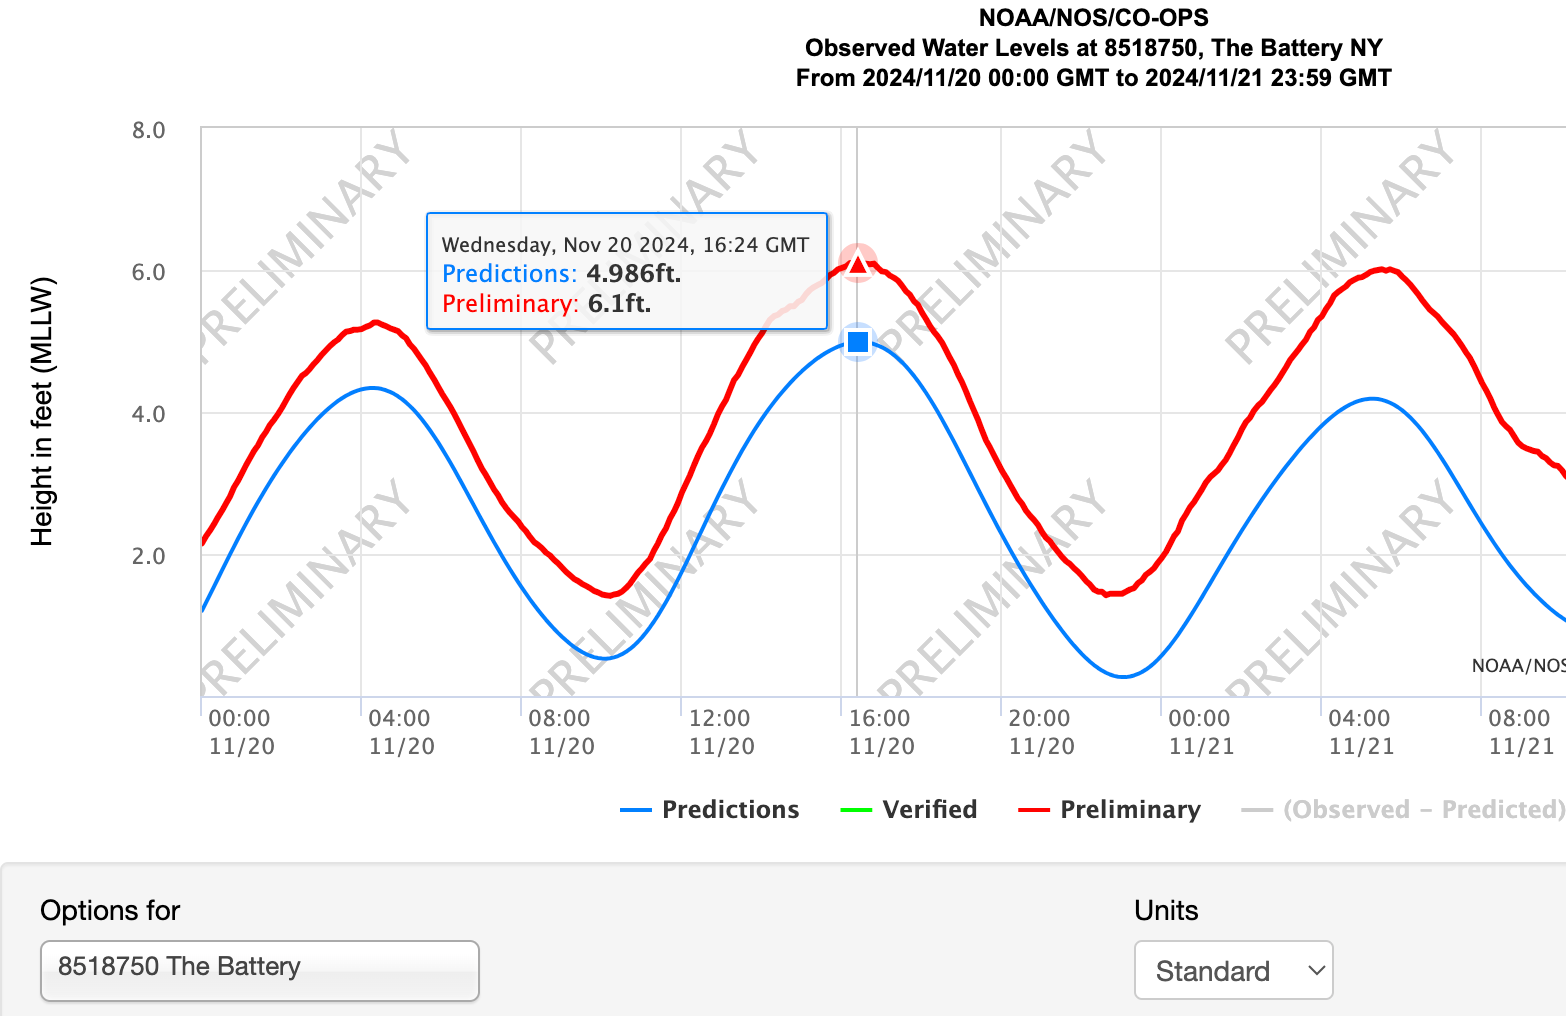 NOAA/NOS/CO-OPS
Observed Water Levels at 8518750, The Battery NY
From 2024/11/20 00:00 GMT to 2024/11/21 23:59 GMT
Height in feet (MLLW)
8.0
6.0
4.0
2.0
PRELIMINARY
PRELIMINARY
PRELIMINARY
PRELIMINARY
Wednesday, Nov 20 2024, 16:24 GMT
Predictions: 4.986ft.
Preliminary: 6.1ft.
PRELIMINARY
PRELIMINARY
PRELIMINARY
PRELIMINARY
NOAA/NOS
00:00 04:00 08:00 12:00 16:00 20:00 00:00 04:00 08:00
11/20 11/20 11/20 11/20 11/20 11/20 11/21 11/21 11/21
Predictions Verified Preliminary (Observed - Predicted)
Options for Units
8518750 The Battery Standard